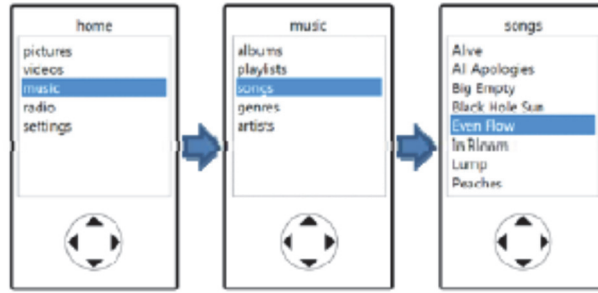 home
pictures
videos
music
radio
settings
music
albums
playlists
songs
genres
artists
songs
Alive
All Apologies
Big Empty
Black Hole Sun
Even Flow
In Bloom
Lump
Peaches